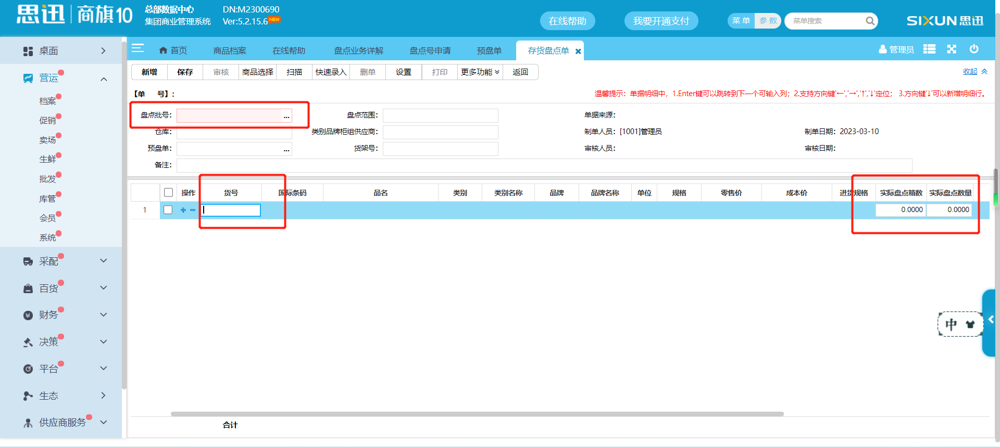 思迅 商旗10
总部数据中心 DN:M2300690
集团商业管理系统 Ver:5.2.15.6 NEW
在线帮助 我要开通支付 菜单 参数 菜单搜索 SIXUN思迅
桌面
营运
档案
促销
卖场
生鲜
批发
库管
会员
系统
采配
百货
财务
决策
平台
生态
供应商服务
首页 商品档案 在线帮助 盘点业务详解 盘点号申请 预盘单 存货盘点单 管理员
新增 保存 审核 商品选择 扫描 快速录入 删单 设置 打印 更多功能 返回 收起
【单 号】:
温馨提示：单据明细中，1.Enter键可以跳转到下一个可输入列；2.支持方向键'←','→','↑','↓'定位； 3.方向键'↓'可以新增明细行。
盘点批号： ... 盘点范围： 单据来源：
仓库： 类别品牌柜组供应商： 制单人员：[1001]管理员 制单日期：2023-03-10
预盘单： ... 货架号： 审核人员： 审核日期：
备注：
操作 货号 国际条码 品名 类别 类别名称 品牌 品牌名称 单位 规格 零售价 成本价 进货规格 实际盘点箱数 实际盘点数量
1 0.0000 0.0000
合计
中